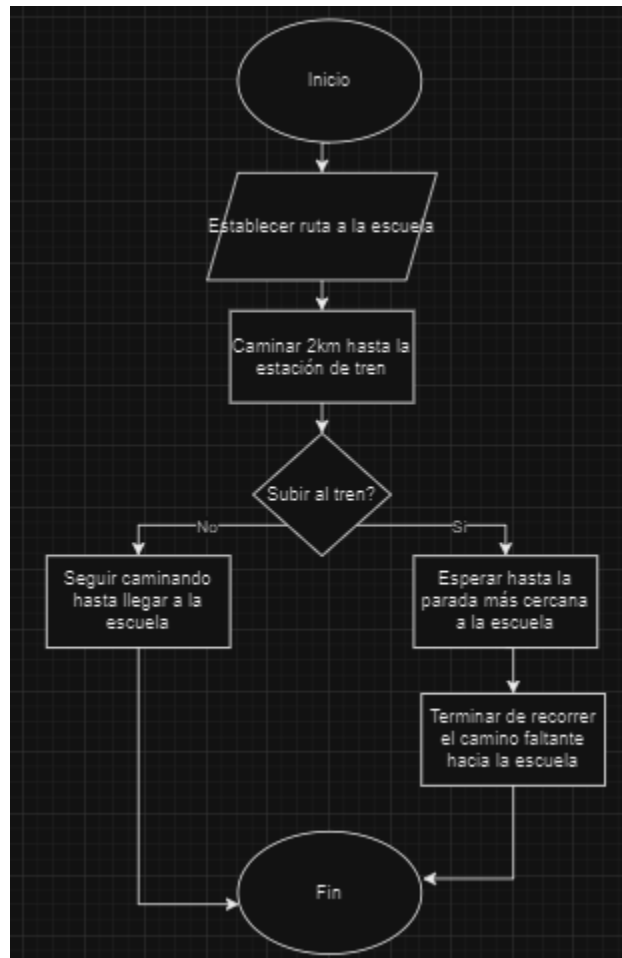 Inicio
Establecer ruta a la escuela
Caminar 2km hasta la
estación de tren
Subir al tren?
No
Si
Seguir caminando
hasta llegar a la
escuela
Esperar hasta la
parada más cercana
a la escuela
Terminar de recorrer
el camino faltante
hacia la escuela
Fin